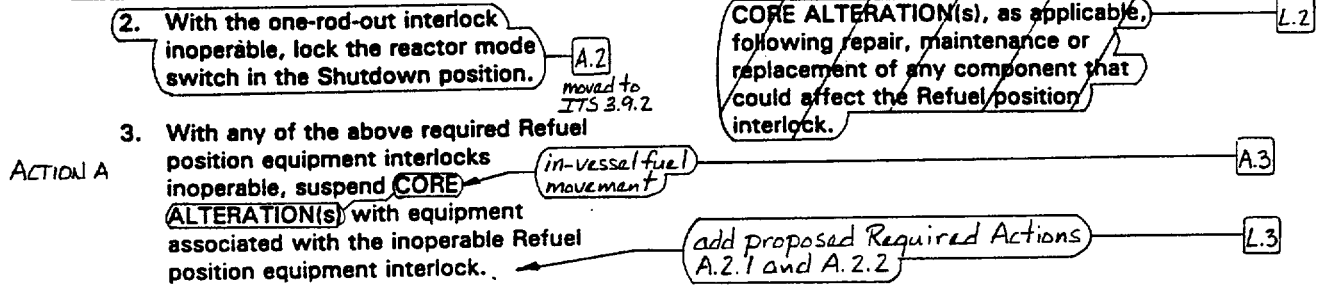 2. With the one-rod-out interlock
inoperable, lock the reactor mode
switch in the Shutdown position.
A.2
moved to
ITS 3.9.2
CORE ALTERATION(s), as applicable,
following repair, maintenance or
replacement of any component that
could affect the Refuel position
interlock.
L.2
ACTION A
3. With any of the above required Refuel
position equipment interlocks
inoperable, suspend CORE
ALTERATION(s) with equipment
associated with the inoperable Refuel
position equipment interlock.
in-vessel fuel
movement
A.3
add proposed Required Actions
A.2.1 and A.2.2
L.3